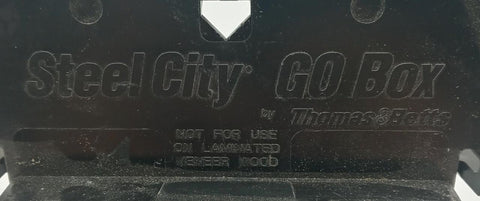 Steel City® GO Box
by Thomas&Betts
NOT FOR USE
ON LAMINATED
VENEER WOOD